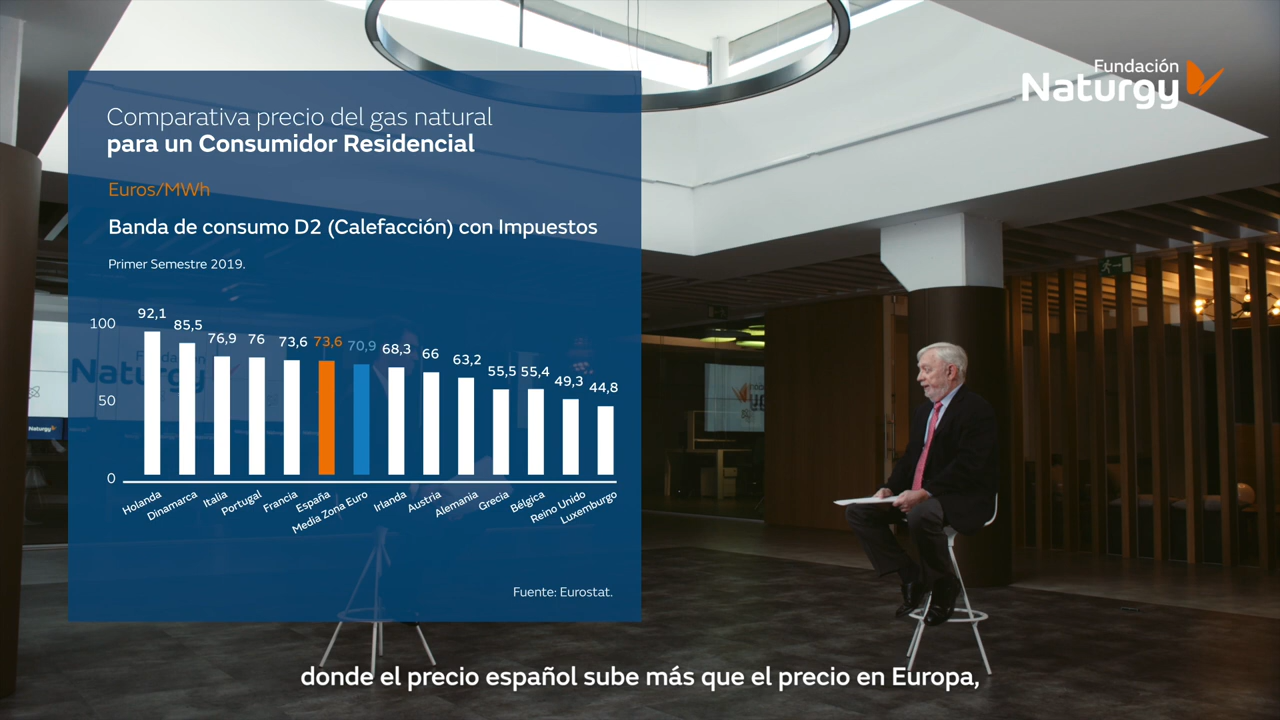 Fundación
Naturgy
Comparativa precio del gas natural
para un Consumidor Residencial
Euros/MWh
Banda de consumo D2 (Calefacción) con Impuestos
Primer Semestre 2019.
100
50
0
92,1
85,5
76,9
76
73,6
73,6
70,9
68,3
66
63,2
55,5
55,4
49,3
44,8
Holanda
Dinamarca
Italia
Portugal
Francia
España
Media Zona Euro
Irlanda
Austria
Alemania
Grecia
Bélgica
Reino Unido
Luxemburgo
Fundación
Naturgy
Naturgy
Fuente: Eurostat.
donde el precio español sube más que el precio en Europa,